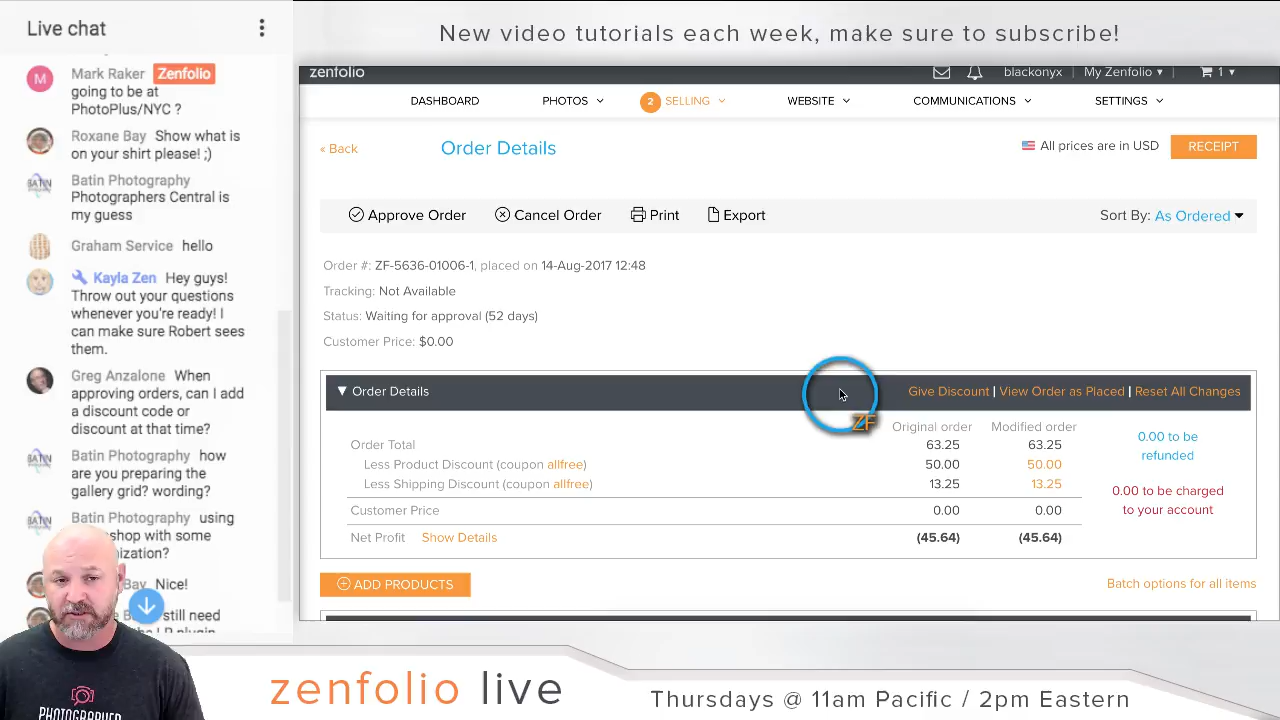 Live chat
New video tutorials each week, make sure to subscribe!
M
Mark Raker Zenfolio
going to be at
PhotoPlus/NYC ?
Roxane Bay Show what is
on your shirt please! ;)
Batin Photography
Photographers Central is
my guess
Graham Service hello
Kayla Zen Hey guys!
Throw out your questions
whenever you're ready! I
can make sure Robert sees
them.
Greg Anzalone When
approving orders, can I add
a discount code or
discount at that time?
Batin Photography how
are you preparing the
gallery grid? wording?
Batin Photography using
shop with some
Bay Nice!
still need
zenfolio
blackonyx
My Zenfolio
1
DASHBOARD
PHOTOS
2 SELLING
WEBSITE
COMMUNICATIONS
SETTINGS
« Back
Order Details
All prices are in USD
RECEIPT
Approve Order
Cancel Order
Print
Export
Sort By: As Ordered
Order #: ZF-5636-01006-1, placed on 14-Aug-2017 12:48
Tracking: Not Available
Status: Waiting for approval (52 days)
Customer Price: $0.00
Order Details
Give Discount | View Order as Placed | Reset All Changes
ZF
Original order Modified order
Order Total 63.25 63.25
Less Product Discount (coupon allfree) 50.00 50.00
Less Shipping Discount (coupon allfree) 13.25 13.25
Customer Price 0.00 0.00
Net Profit Show Details (45.64) (45.64)
0.00 to be
refunded
0.00 to be charged
to your account
ADD PRODUCTS
Batch options for all items
PHOTOGRAPHER
zenfolio live
Thursdays @ 11am Pacific / 2pm Eastern